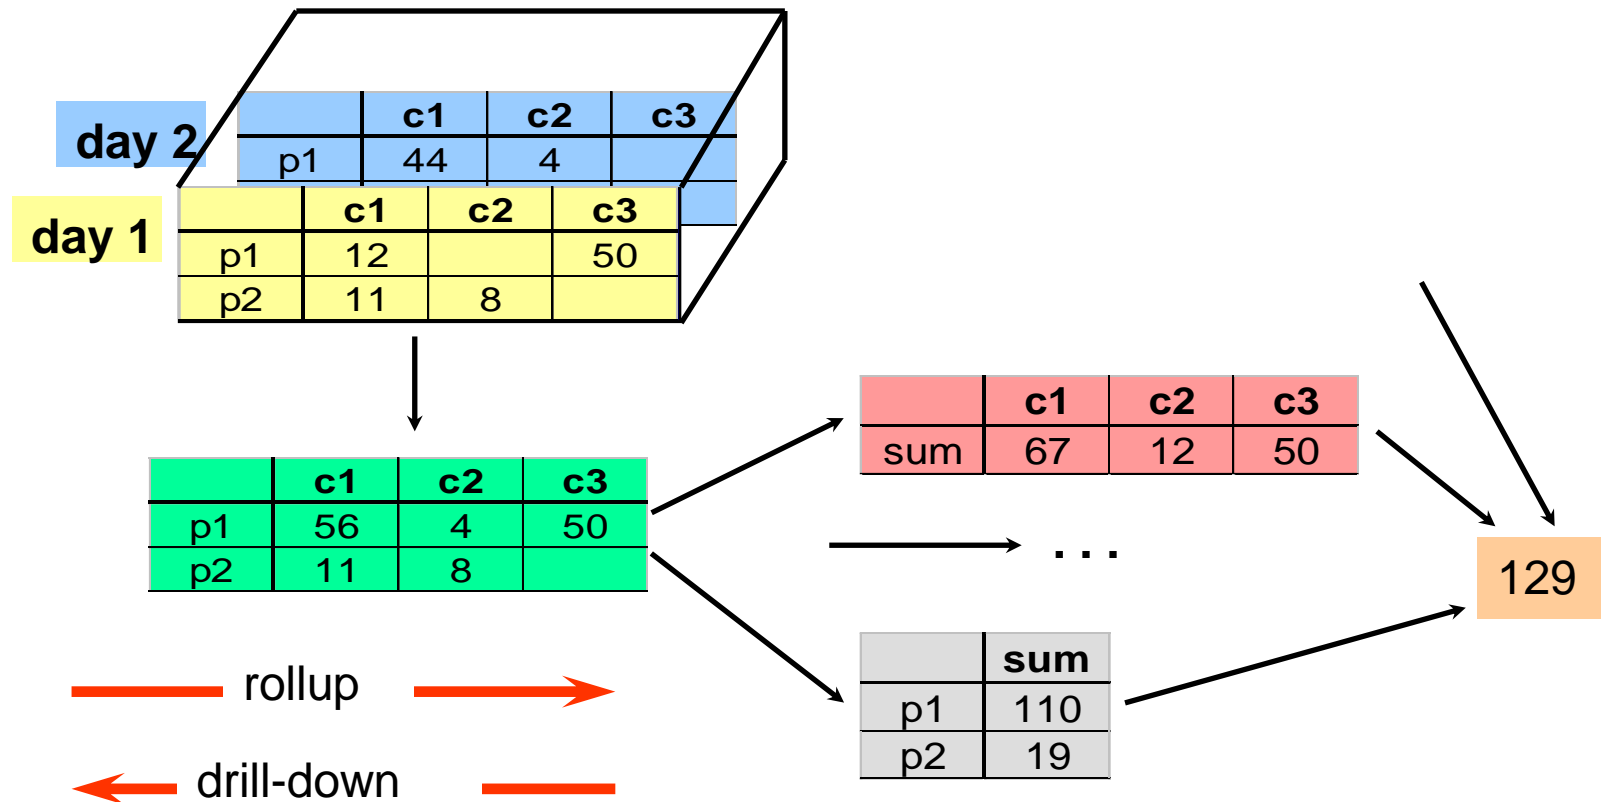 day 2
c1 c2 c3
p1 44 4
day 1
c1 c2 c3
p1 12 50
p2 11 8
c1 c2 c3
sum 67 12 50
c1 c2 c3
p1 56 4 50
p2 11 8
. . .
129
sum
p1 110
p2 19
rollup
drill-down